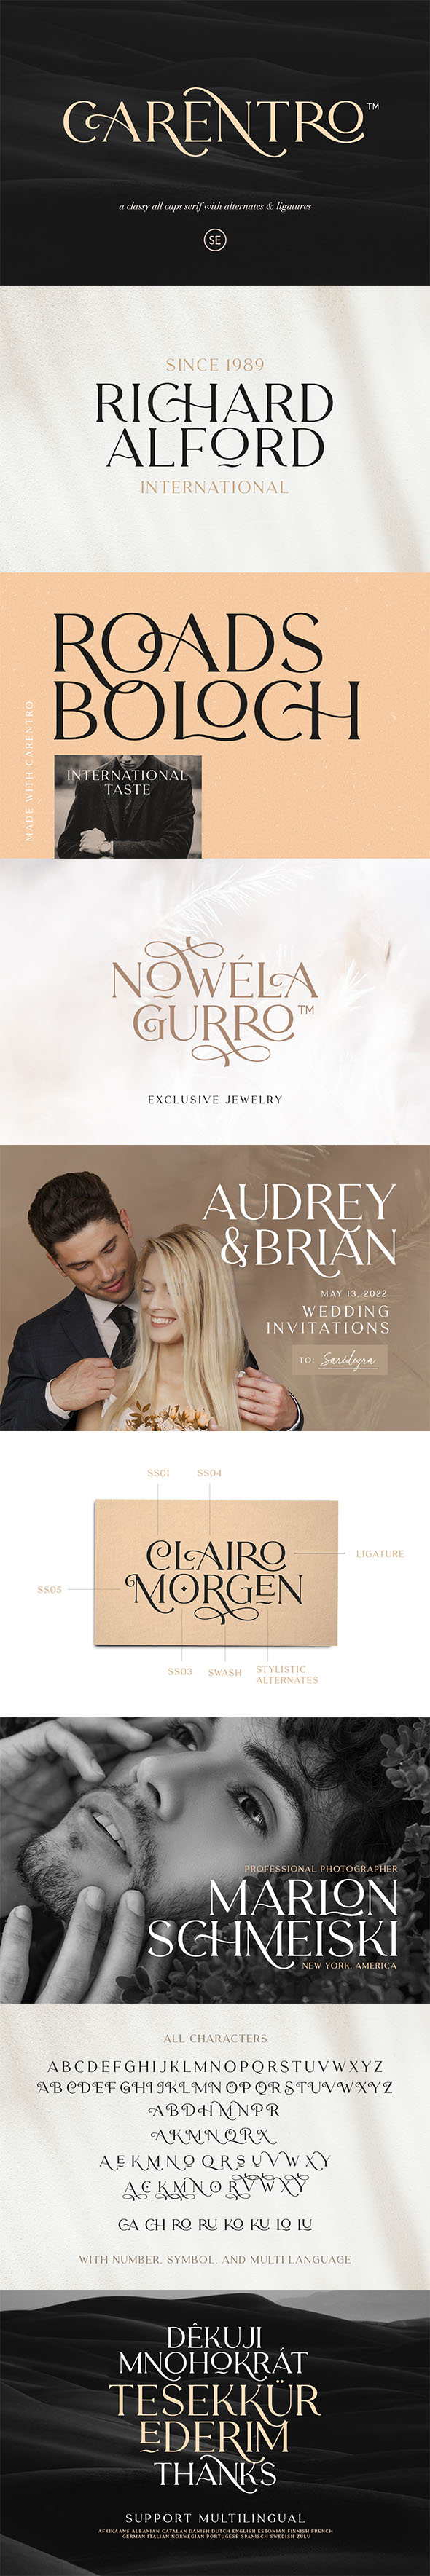 CARENTRO™
a classy all caps serif with alternates & ligatures
SE
SINCE 1989
RICHARD
ALFORD
INTERNATIONAL
ROADS
BOLOCH
MADE WITH CARENTRO
INTERNATIONAL
TASTE
NOWÉLA
GURRO™
EXCLUSIVE JEWELRY
AUDREY
&BRIAN
MAY 13, 2022
WEDDING
INVITATIONS
TO: Saridezra
SS01 SS04
CLAIRO
LIGATURE
SS05
MORGEN
SS03 SWASH STYLISTIC
ALTERNATES
PROFESSIONAL PHOTOGRAPHER
MARLON
SCHMEISKI
NEW YORK, AMERICA
ALL CHARACTERS
ABCDEFGHIJKLMNOPQRSTUVWXYZ
ABCDEFGHIJKLMNOPQRSTUVWXYZ
ABDHMNPR
AKMNQRX
AEKMNOQRSUVWXY
ACKMNORVWXY
CA CH RO RU KO KU LO LU
WITH NUMBER, SYMBOL, AND MULTI LANGUAGE
DĚKUJI
MNOHOKRÁT
TESEKKÜR
EDERIM
THANKS
SUPPORT MULTILINGUAL
AFRIKAANS ALBANIAN CATALAN DANISH DUTCH ENGLISH ESTONIAN FINNISH FRENCH
GERMAN ITALIAN NORWEGIAN PORTUGESE SPANISCH SWEDISH ZULU